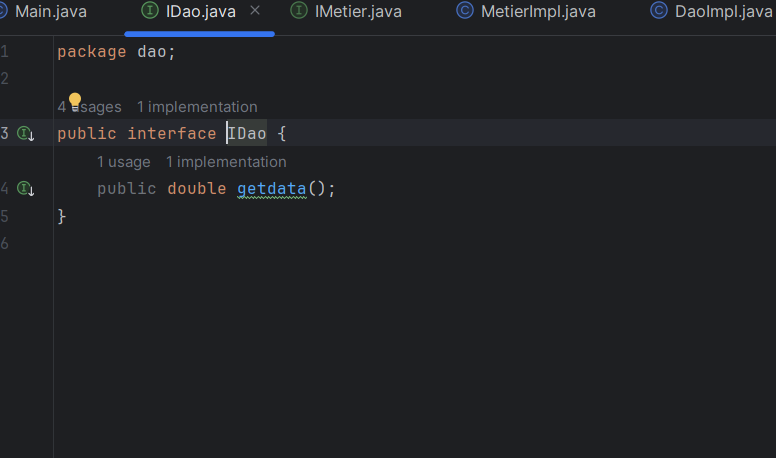 Main.java IDao.java IMetier.java MetierImpl.java DaoImpl.java
1 package dao;
2
4 usages 1 implementation
3 public interface IDao {
1 usage 1 implementation
4 public double getdata();
5 }
6